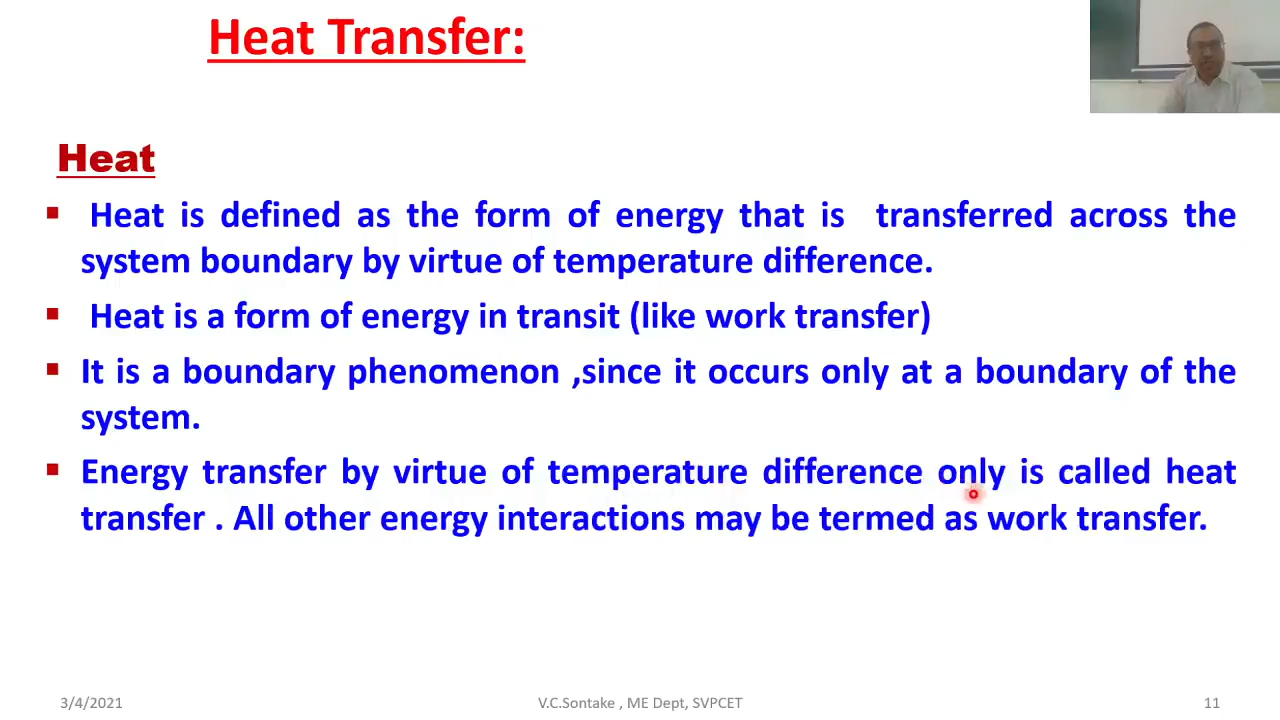 Heat Transfer:
Heat
▪ Heat is defined as the form of energy that is transferred across the
system boundary by virtue of temperature difference.
▪ Heat is a form of energy in transit (like work transfer)
▪ It is a boundary phenomenon ,since it occurs only at a boundary of the
system.
▪ Energy transfer by virtue of temperature difference only is called heat
transfer . All other energy interactions may be termed as work transfer.
3/4/2021 V.C.Sontake , ME Dept, SVPCET 11